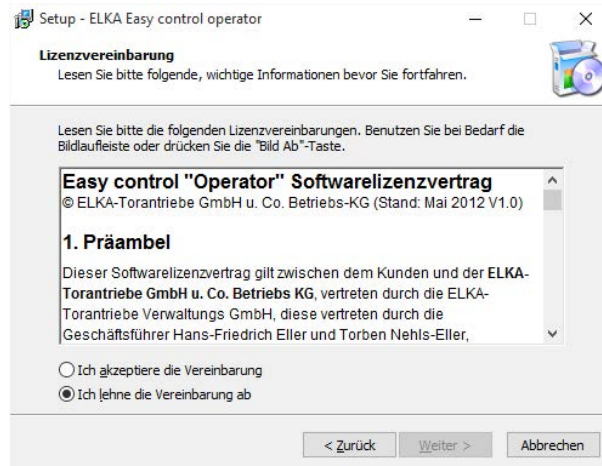 Setup - ELKA Easy control operator
Lizenzvereinbarung
Lesen Sie bitte folgende, wichtige Informationen bevor Sie fortfahren.
Lesen Sie bitte die folgenden Lizenzvereinbarungen. Benutzen Sie bei Bedarf die
Bildlaufleiste oder drücken Sie die "Bild Ab"-Taste.
Easy control "Operator" Softwarelizenzvertrag
© ELKA-Torantriebe GmbH u. Co. Betriebs-KG (Stand: Mai 2012 V1.0)
1. Präambel
Dieser Softwarelizenzvertrag gilt zwischen dem Kunden und der ELKA-
Torantriebe GmbH u. Co. Betriebs KG, vertreten durch die ELKA-
Torantriebe Verwaltungs GmbH, diese vertreten durch die
Geschäftsführer Hans-Friedrich Eller und Torben Nehls-Eller,
Ich akzeptiere die Vereinbarung
Ich lehne die Vereinbarung ab
< Zurück Weiter > Abbrechen